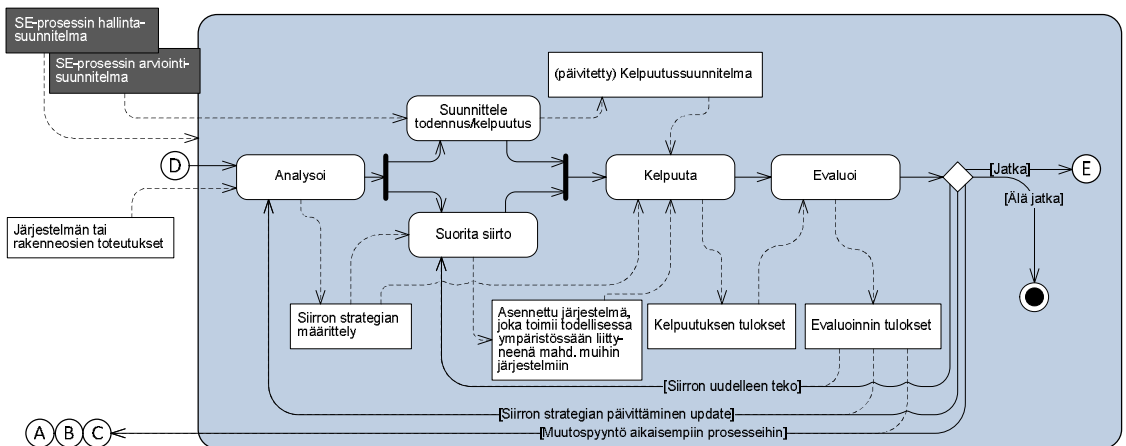 SE-prosessin hallinta-
suunnitelma
SE-prosessin arviointi-
suunnitelma
(päivitetty) Kelpuutussuunnitelma
Suunnittele
todennus/kelpuutus
D
Analysoi
Kelpuuta
Evaluoi
[Jatka]
E
[Älä jatka]
Järjestelmän tai
rakenneosien toteutukset
Suorita siirto
Siirron strategian
määrittely
Asennettu järjestelmä,
joka toimii todellisessa
ympäristössään liitty-
neenä mahd. muihin
järjestelmiin
Kelpuutuksen tulokset
Evaluoinnin tulokset
[Siirron uudelleen teko]
[Siirron strategian päivittäminen update]
A B C
[Muutospyyntö aikaisempiin prosesseihin]